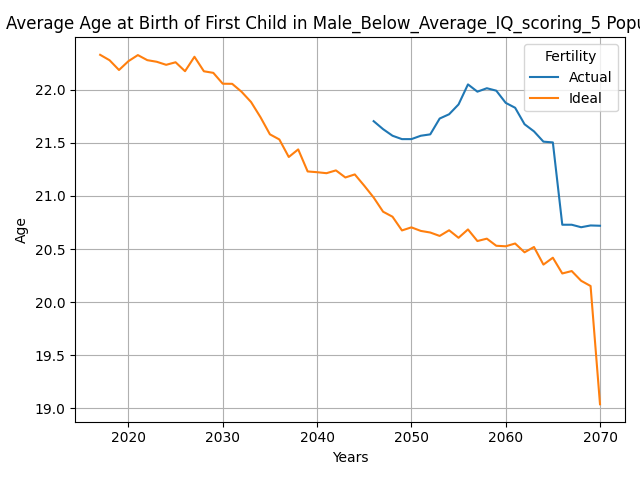 Average Age at Birth of First Child in Male_Below_Average_IQ_scoring_5 Popu
Fertility
Actual
Ideal
22.0
21.5
21.0
20.5
20.0
19.5
19.0
Age
2020 2030 2040 2050 2060 2070
Years